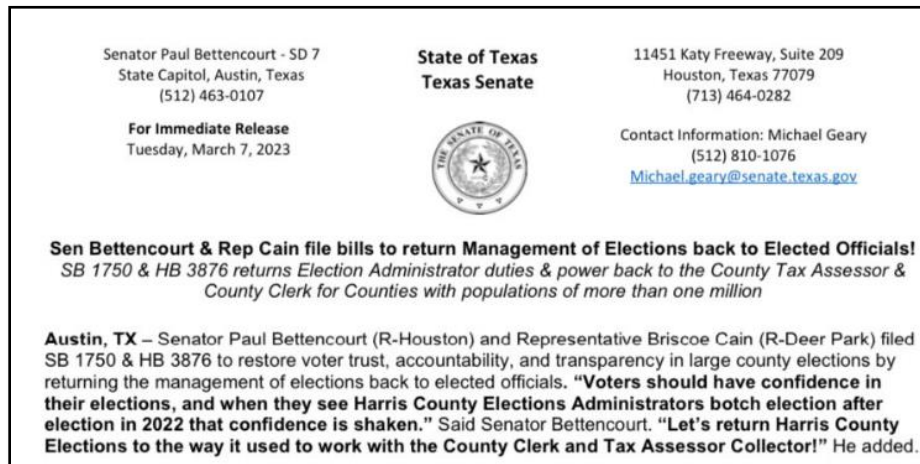 Senator Paul Bettencourt - SD 7
State Capitol, Austin, Texas
(512) 463-0107
For Immediate Release
Tuesday, March 7, 2023
State of Texas
Texas Senate
THE SENATE OF TEXAS
11451 Katy Freeway, Suite 209
Houston, Texas 77079
(713) 464-0282
Contact Information: Michael Geary
(512) 810-1076
Michael.geary@senate.texas.gov
Sen Bettencourt & Rep Cain file bills to return Management of Elections back to Elected Officials!
SB 1750 & HB 3876 returns Election Administrator duties & power back to the County Tax Assessor &
County Clerk for Counties with populations of more than one million
Austin, TX – Senator Paul Bettencourt (R-Houston) and Representative Briscoe Cain (R-Deer Park) filed
SB 1750 & HB 3876 to restore voter trust, accountability, and transparency in large county elections by
returning the management of elections back to elected officials. “Voters should have confidence in
their elections, and when they see Harris County Elections Administrators botch election after
election in 2022 that confidence is shaken.” Said Senator Bettencourt. “Let’s return Harris County
Elections to the way it used to work with the County Clerk and Tax Assessor Collector!” He added.